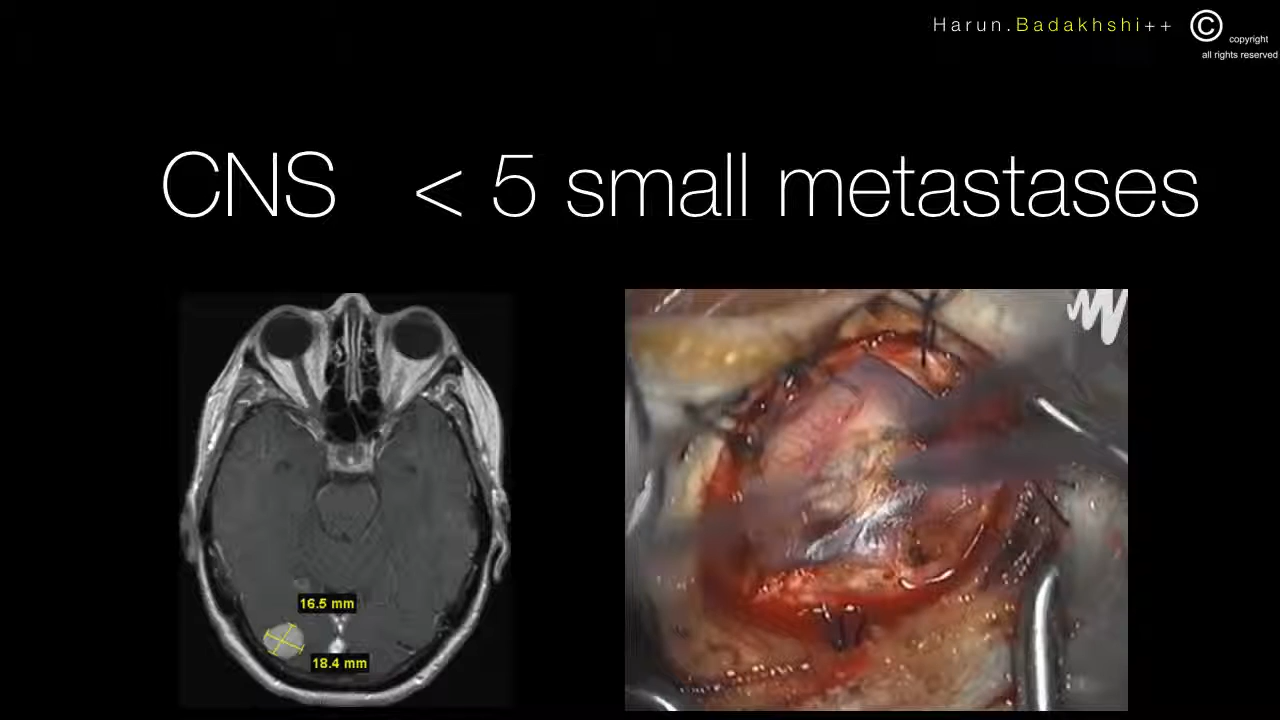 Harun.Badakhshi++
© copyright
all rights reserved
CNS < 5 small metastases
16.5 mm
18.4 mm